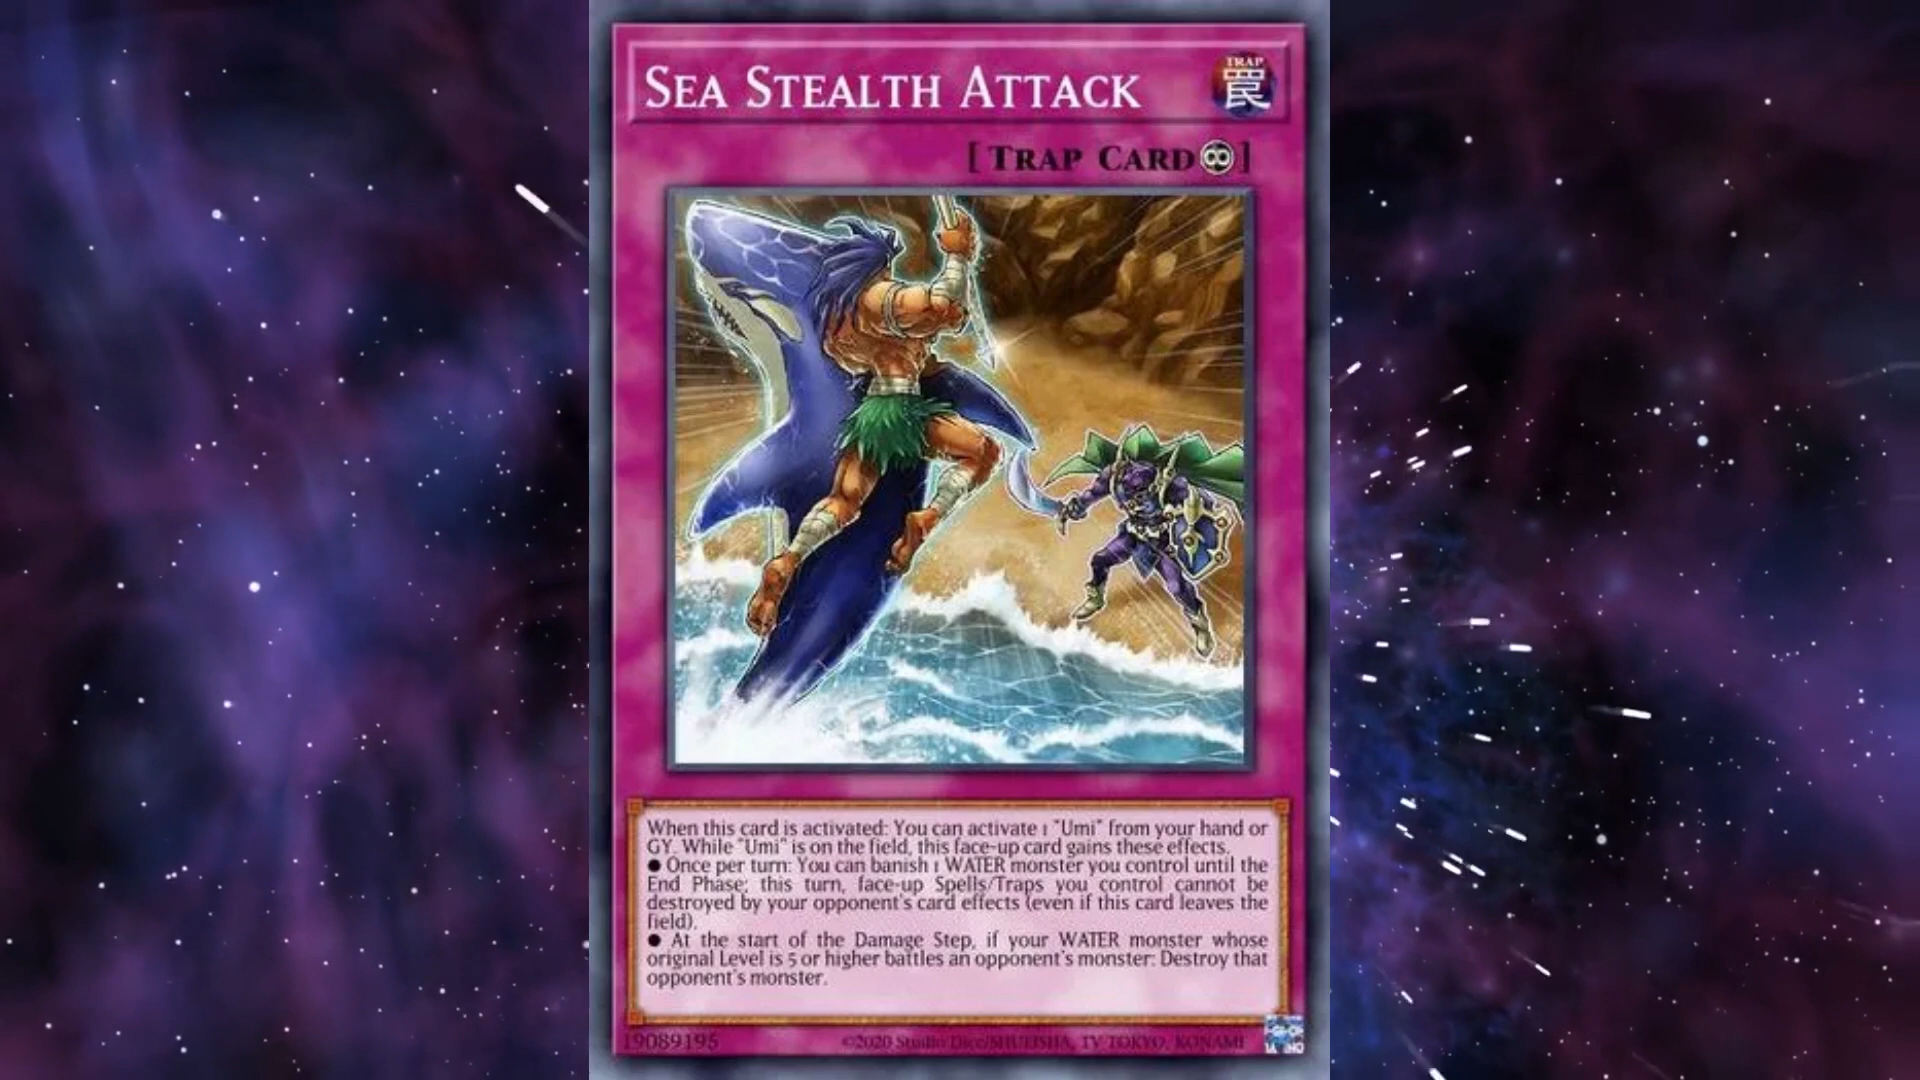 SEA STEALTH ATTACK
TRAP
罠
[ TRAP CARD ]
When this card is activated: You can activate 1 "Umi" from your hand or
GY. While "Umi" is on the field, this face-up card gains these effects.
● Once per turn: You can banish 1 WATER monster you control until the
End Phase; this turn, face-up Spells/Traps you control cannot be
destroyed by your opponent's card effects (even if this card leaves the
field).
● At the start of the Damage Step, if your WATER monster whose
original Level is 5 or higher battles an opponent's monster: Destroy that
opponent's monster.
19089195
©2020 Studio Dice/SHUEISHA, TV TOKYO, KONAMI